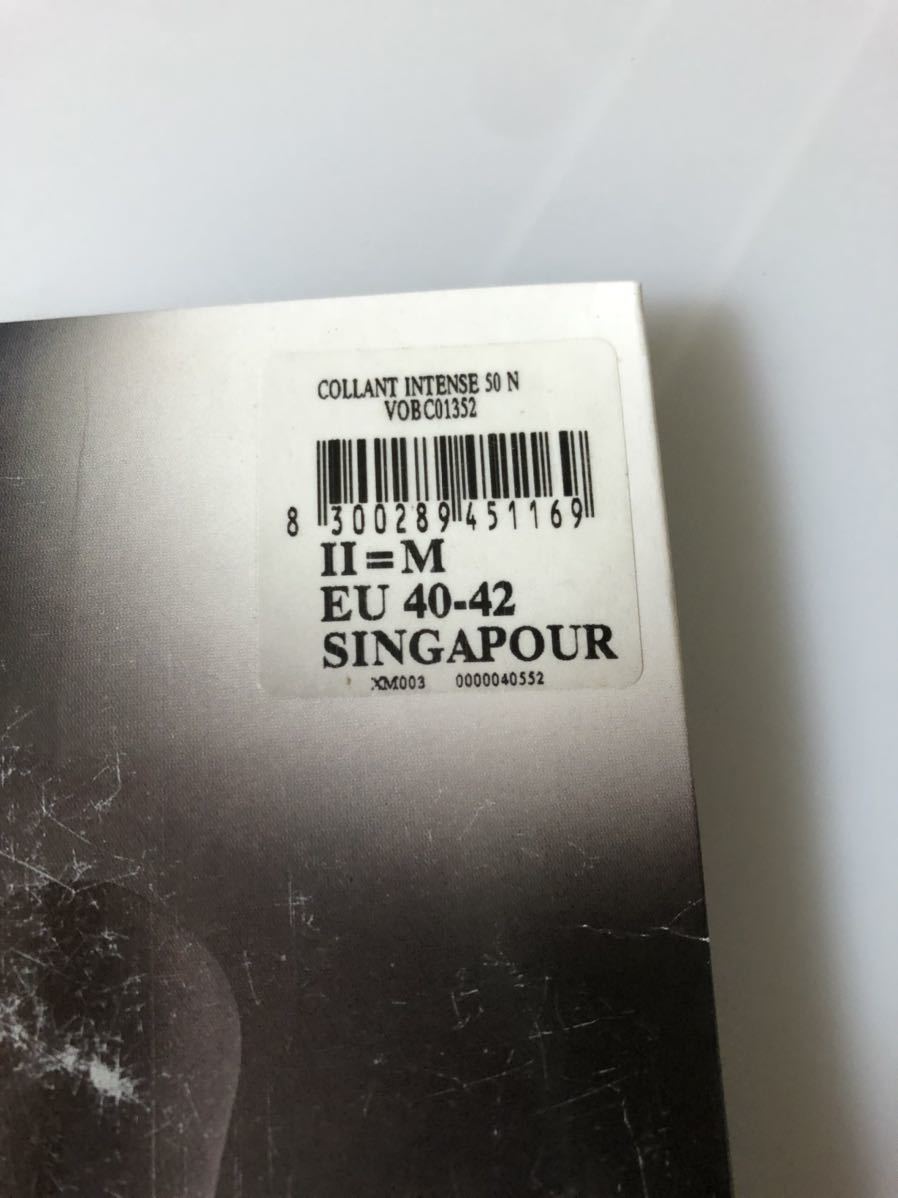 COLLANT INTENSE 50 N
VOBC01352
8 300289 451169
II=M
EU 40-42
SINGAPOUR
XM003 0000040552